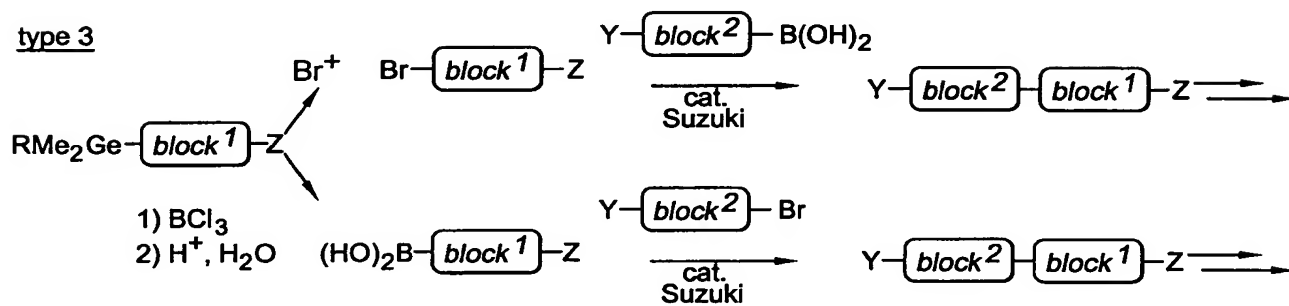 type 3
Br⁺
Br–block¹–Z
Y–block²–B(OH)₂
cat.
Suzuki
Y–block²–block¹–Z
RMe₂Ge–block¹–Z
1) BCl₃
2) H⁺, H₂O
(HO)₂B–block¹–Z
Y–block²–Br
cat.
Suzuki
Y–block²–block¹–Z